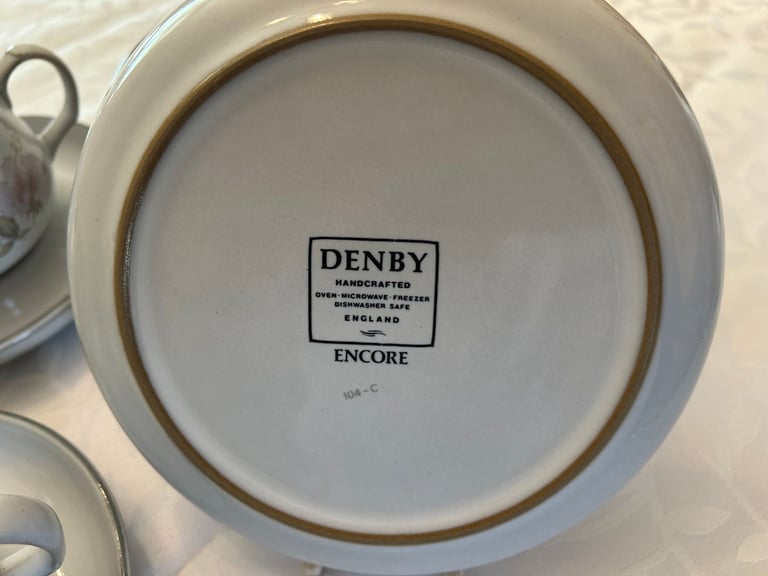 DENBY
HANDCRAFTED
OVEN-MICROWAVE-FREEZER
DISHWASHER SAFE
ENGLAND
ENCORE
104-C